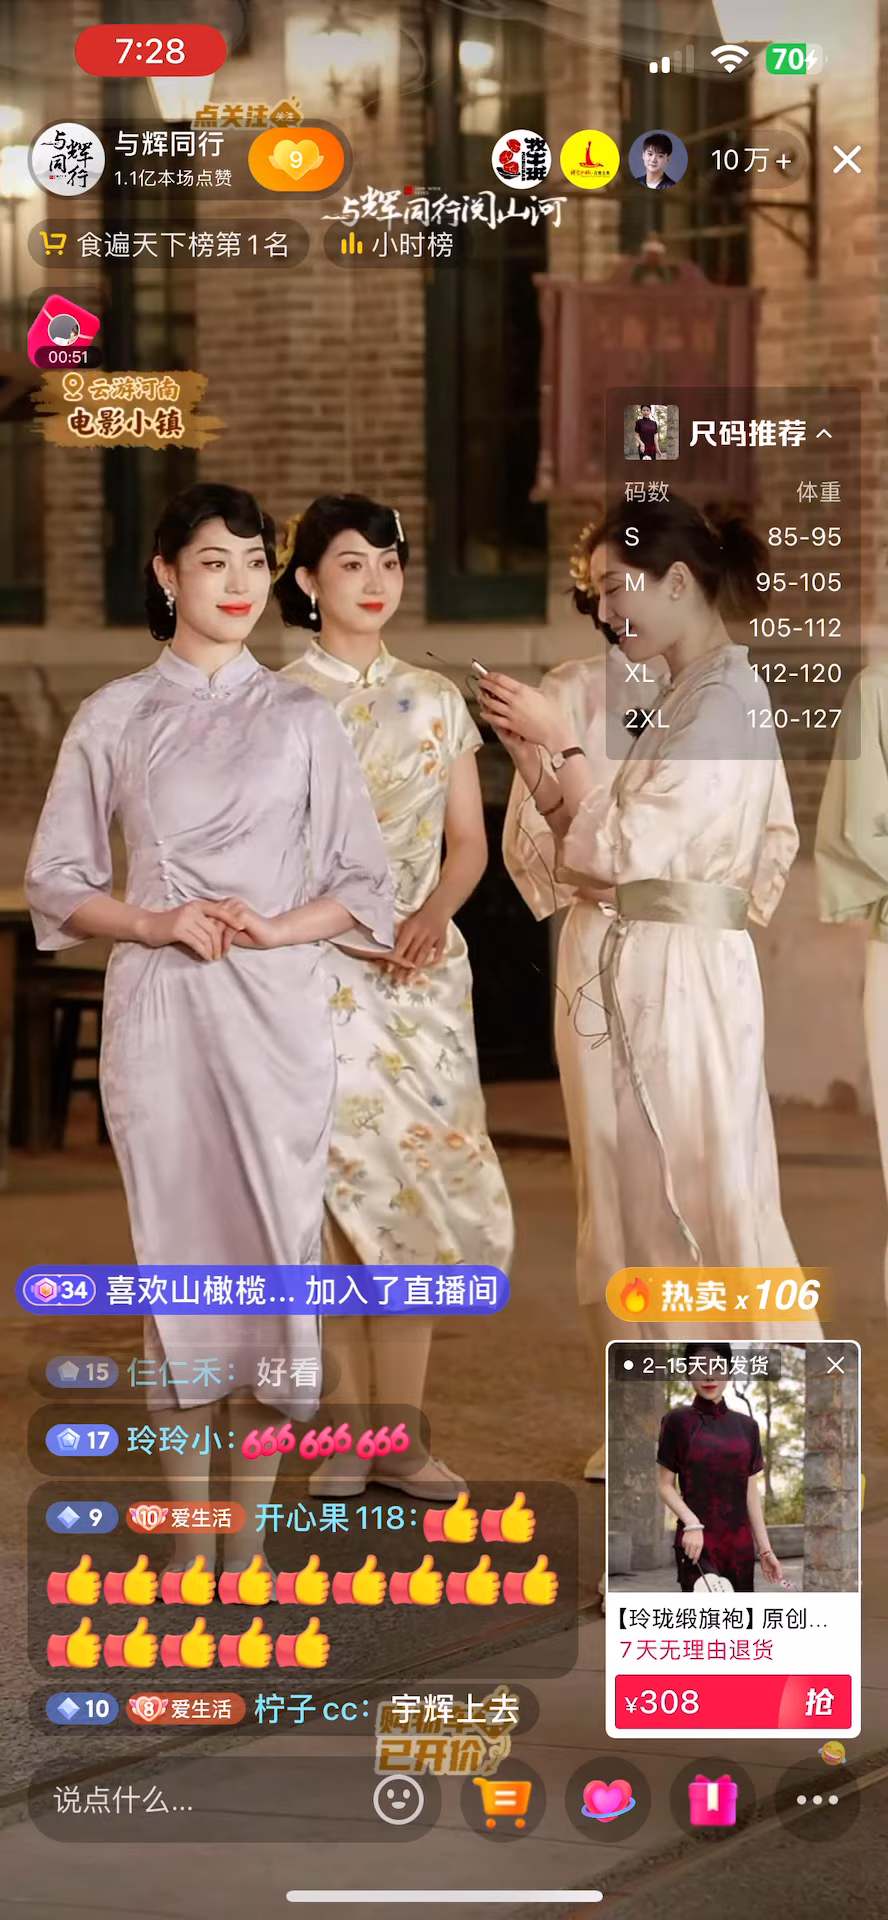 7:28
70
点关注
关注
与辉同行
与辉同行
1.1亿本场点赞
9
10万+
与辉同行阅山河
食遍天下榜第1名
小时榜
00:51
云游河南
电影小镇
尺码推荐
码数 体重
S 85-95
M 95-105
L 105-112
XL 112-120
2XL 120-127
34 喜欢山橄榄... 加入了直播间
热卖 x106
15 仨仁禾： 好看
17 玲玲小：666 666 666
9 10 爱生活 开心果118：
10 8 爱生活 柠子cc： 宇辉上去
2-15天内发货
【玲珑缎旗袍】原创...
7天无理由退货
¥308 抢
已开价
说点什么...